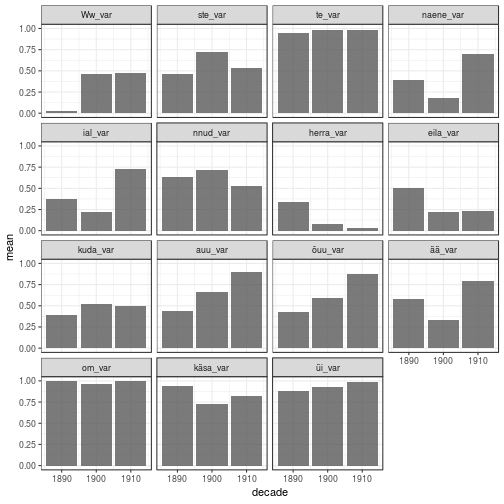 Ww_var ste_var te_var naene_var
1.00
0.75
0.50
0.25
0.00
ial_var nnud_var herra_var eila_var
1.00
0.75
0.50
0.25
0.00
mean
kuda_var auu_var õuu_var ää_var
1.00
0.75
0.50
0.25
0.00
1890 1900 1910
om_var käsa_var üi_var
1.00
0.75
0.50
0.25
0.00
1890 1900 1910 1890 1900 1910 1890 1900 1910
decade